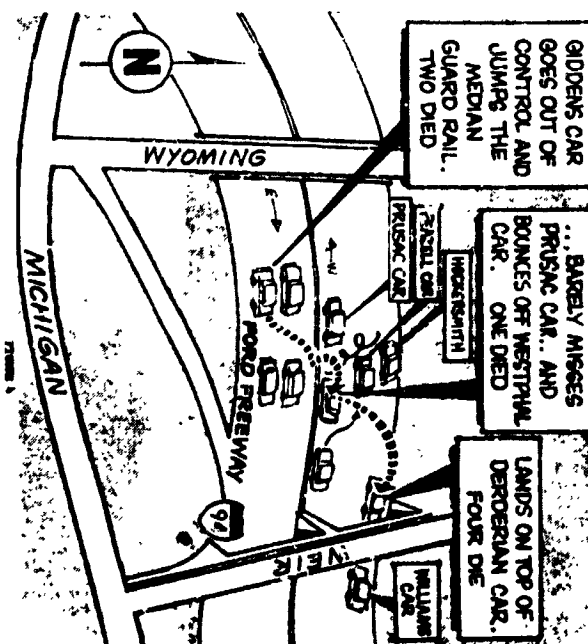 GIDDENS CAR
GOES OUT OF
CONTROL AND
JUMPS THE
MEDIAN
GUARD RAIL.
TWO DIED
... BARELY MISSES
PRUSAC CAR.. AND
BOUNCES OFF WESTPHAL
CAR. ONE DIED
LANDS ON TOP OF
DERDERIAN CAR.
FOUR DIE
HOCKERSMITH
CAR
PRUSAC CAR
WILLIAMS
CAR
N
WYOMING
E
W
FORD FREEWAY
94
MICHIGAN